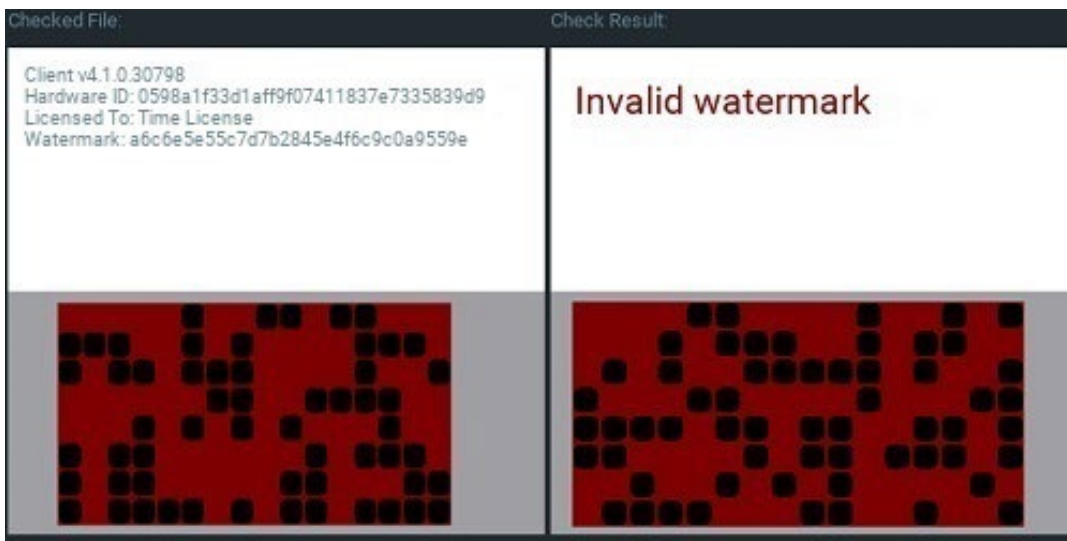 Checked File:
Check Result:
Client v4.1.0.30798
Hardware ID: 0598a1f33d1aff9f07411837e7335839d9
Licensed To: Time License
Watermark: a6c6e5e55c7d7b2845e4f6c9c0a9559e
Invalid watermark